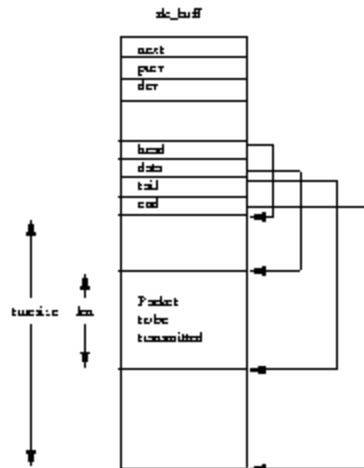 sk_buff
next
prev
dev
head
data
tail
end
Packet
to be
transmitted
truesize
len